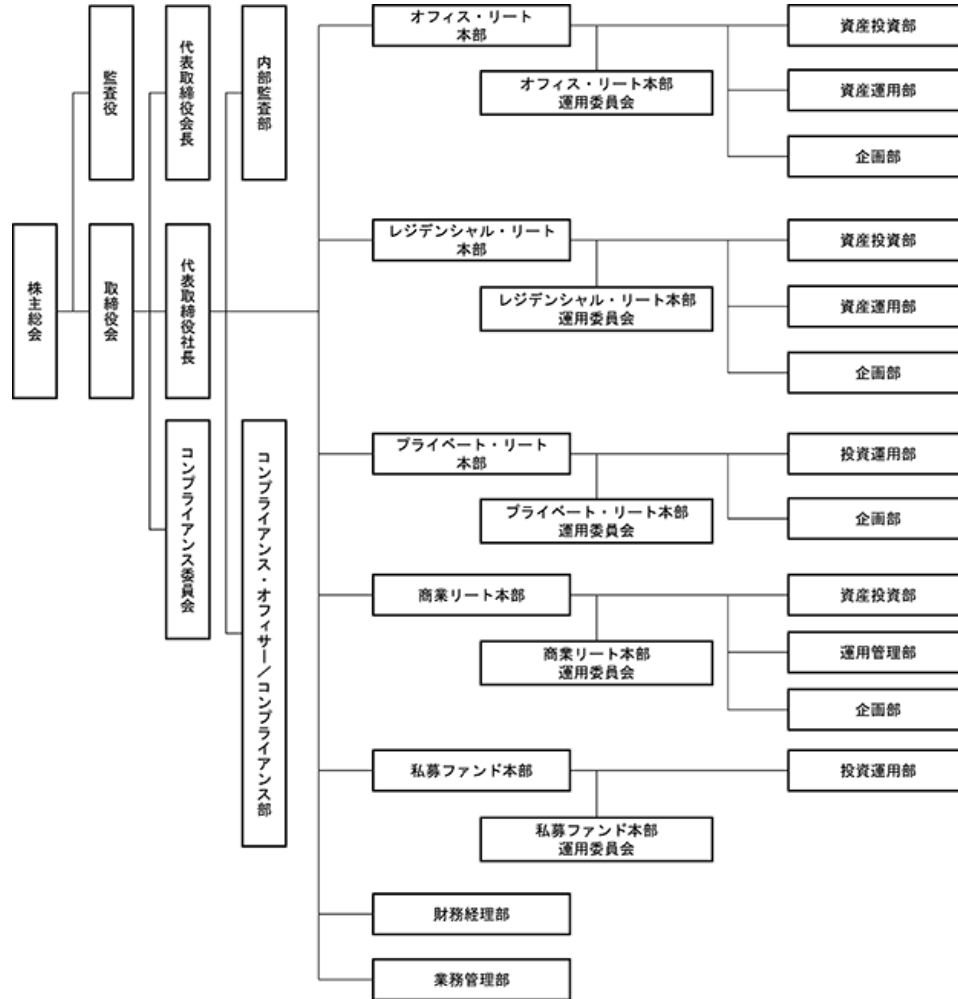 株主総会
監査役
取締役会
代表取締役会長
代表取締役社長
コンプライアンス委員会
内部監査部
コンプライアンス・オフィサー/コンプライアンス部
オフィス・リート
本部
オフィス・リート本部
運用委員会
資産投資部
資産運用部
企画部
レジデンシャル・リート
本部
レジデンシャル・リート本部
運用委員会
資産投資部
資産運用部
企画部
プライベート・リート
本部
プライベート・リート本部
運用委員会
投資運用部
企画部
商業リート本部
商業リート本部
運用委員会
資産投資部
運用管理部
企画部
私募ファンド本部
私募ファンド本部
運用委員会
投資運用部
財務経理部
業務管理部